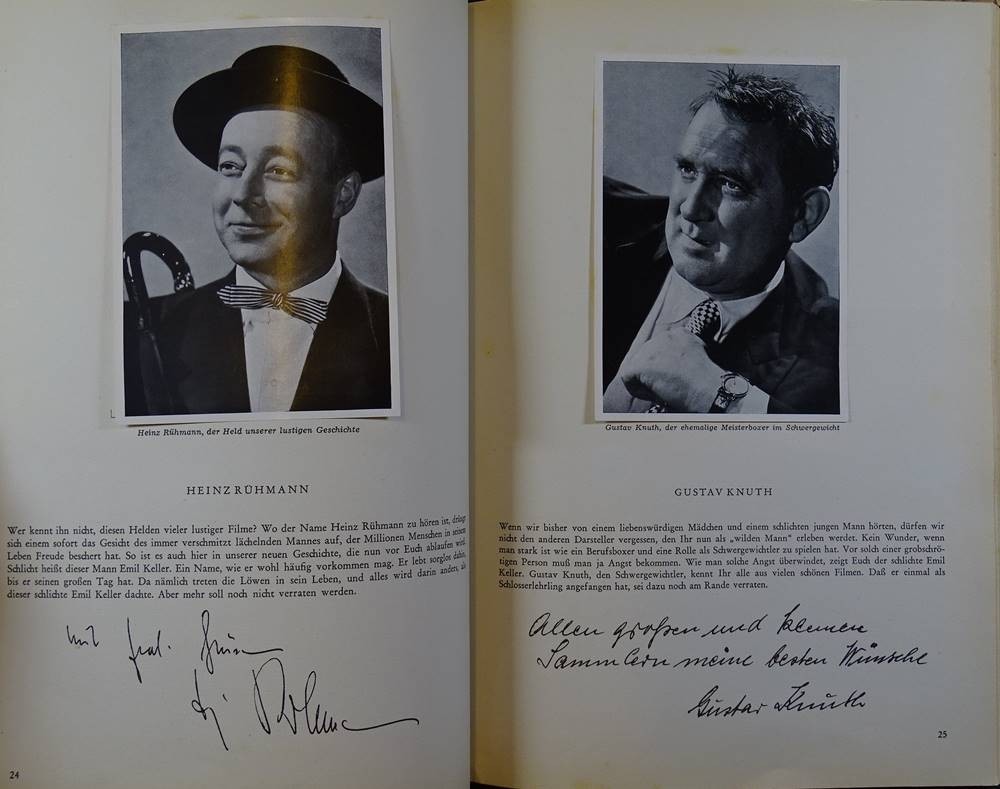 L
Heinz Rühmann, der Held unserer lustigen Geschichte
HEINZ RÜHMANN
Wer kennt ihn nicht, diesen Helden vieler lustiger Filme? Wo der Name Heinz Rühmann zu hören ist, drängt
sich einem sofort das Gesicht des immer verschmitzt lächelnden Mannes auf, der Millionen Menschen in seinem
Leben Freude beschert hat. So ist es auch hier in unserer neuen Geschichte, die nun vor Euch ablaufen wird.
Schlicht heißt dieser Mann Emil Keller. Ein Name, wie er wohl häufig vorkommen mag. Er lebt sorglos dahin,
bis er seinen großen Tag hat. Da nämlich treten die Löwen in sein Leben, und alles wird darin anders, als
dieser schlichte Emil Keller dachte. Aber mehr soll noch nicht verraten werden.
mit
24
Gustav Knuth, der ehemalige Meisterboxer im Schwergewicht
GUSTAV KNUTH
Wenn wir bisher von einem liebenswürdigen Mädchen und einem schlichten jungen Mann hörten, dürfen wir
nicht den anderen Darsteller vergessen, den Ihr nun als „wilden Mann" erleben werdet. Kein Wunder, wenn
man stark ist wie ein Berufsboxer und eine Rolle als Schwergewichtler zu spielen hat. Vor solch einer grobschrö-
tigen Person muß man ja Angst bekommen. Wie man solche Angst überwindet, zeigt Euch der schlichte Emil
Keller. Gustav Knuth, den Schwergewichtler, kennt Ihr alle aus vielen schönen Filmen. Daß er einmal als
Schlosserlehrling angefangen hat, sei dazu noch am Rande verraten.
Allen großen und kleinen
Sammlern meine besten Wünsche
Gustav Knuth
25